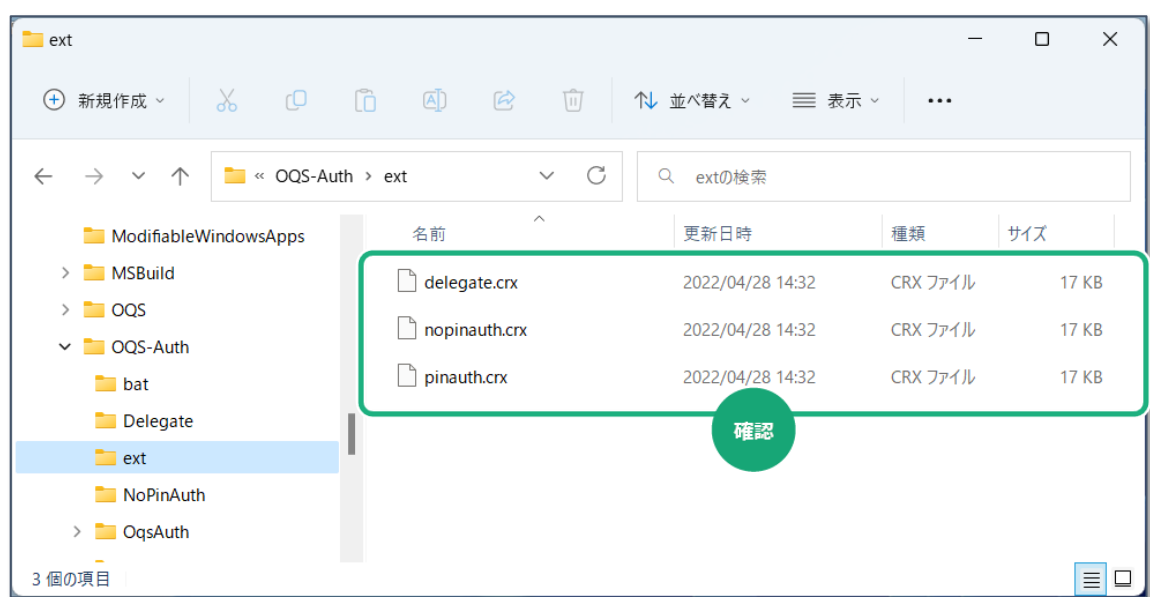 ext
新規作成 並べ替え 表示
« OQS-Auth › ext extの検索
ModifiableWindowsApps
MSBuild
OQS
OQS-Auth
bat
Delegate
ext
NoPinAuth
OqsAuth
名前 更新日時 種類 サイズ
delegate.crx 2022/04/28 14:32 CRX ファイル 17 KB
nopinauth.crx 2022/04/28 14:32 CRX ファイル 17 KB
pinauth.crx 2022/04/28 14:32 CRX ファイル 17 KB
確認
3 個の項目